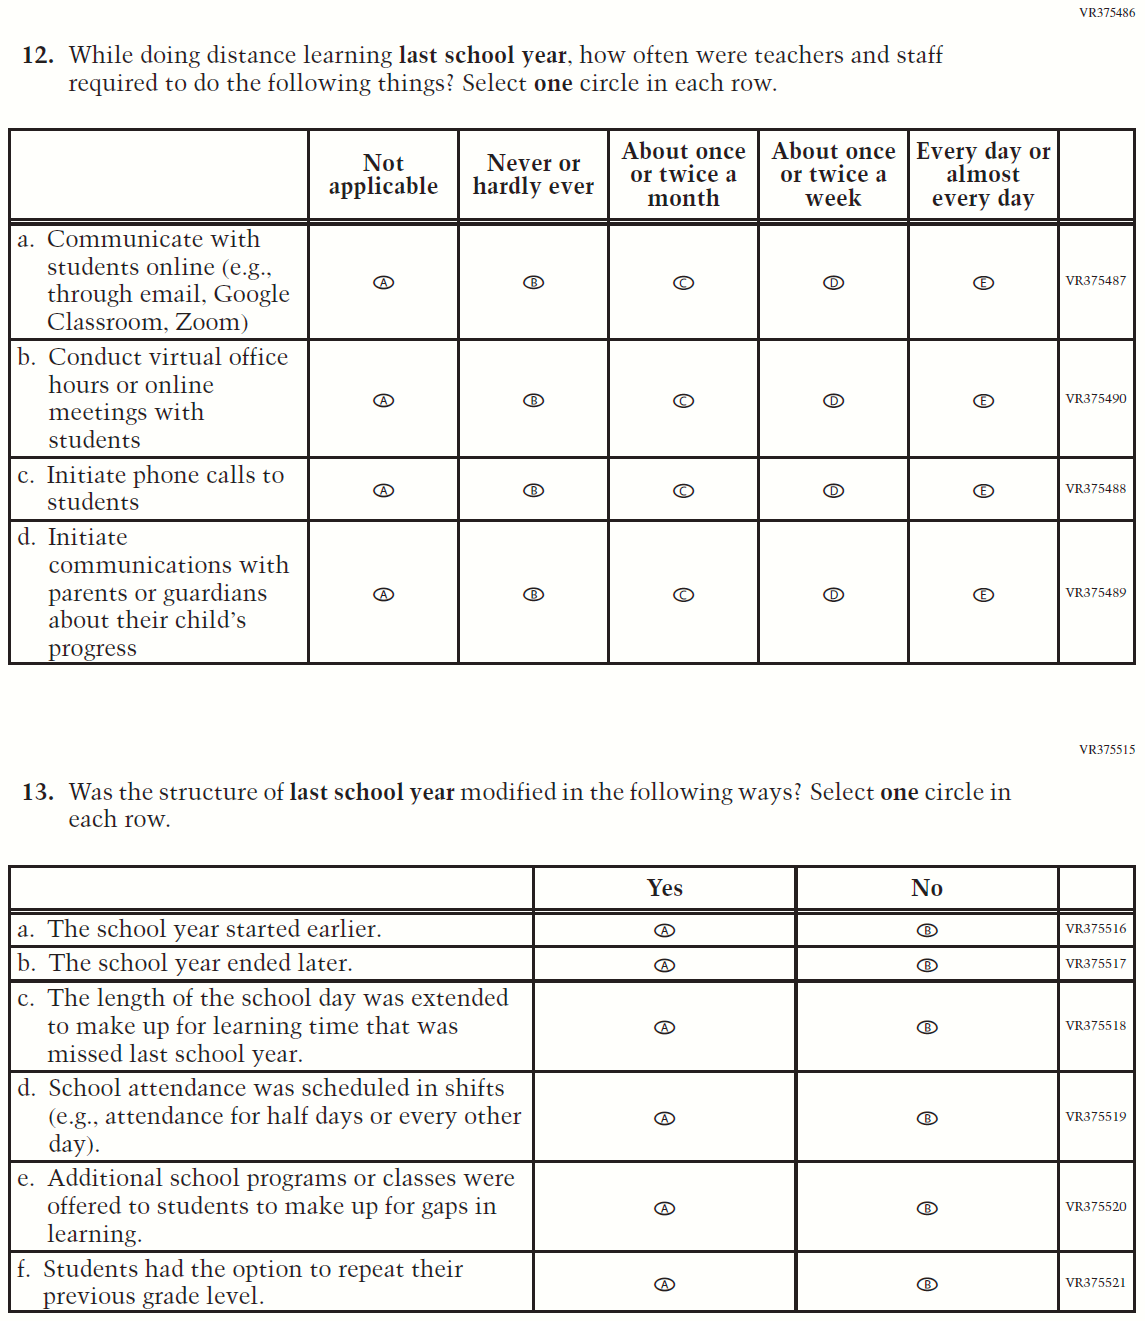 VR375486
12. While doing distance learning last school year, how often were teachers and staff
required to do the following things? Select one circle in each row.
Not
applicable
Never or
hardly ever
About once
or twice a
month
About once
or twice a
week
Every day or
almost
every day
a. Communicate with
students online (e.g.,
through email, Google
Classroom, Zoom)
A B C D E VR375487
b. Conduct virtual office
hours or online
meetings with
students
A B C D E VR375490
c. Initiate phone calls to
students
A B C D E VR375488
d. Initiate
communications with
parents or guardians
about their child’s
progress
A B C D E VR375489
VR375515
13. Was the structure of last school year modified in the following ways? Select one circle in
each row.
Yes No
a. The school year started earlier. A B VR375516
b. The school year ended later. A B VR375517
c. The length of the school day was extended
to make up for learning time that was
missed last school year.
A B VR375518
d. School attendance was scheduled in shifts
(e.g., attendance for half days or every other
day).
A B VR375519
e. Additional school programs or classes were
offered to students to make up for gaps in
learning.
A B VR375520
f. Students had the option to repeat their
previous grade level.
A B VR375521